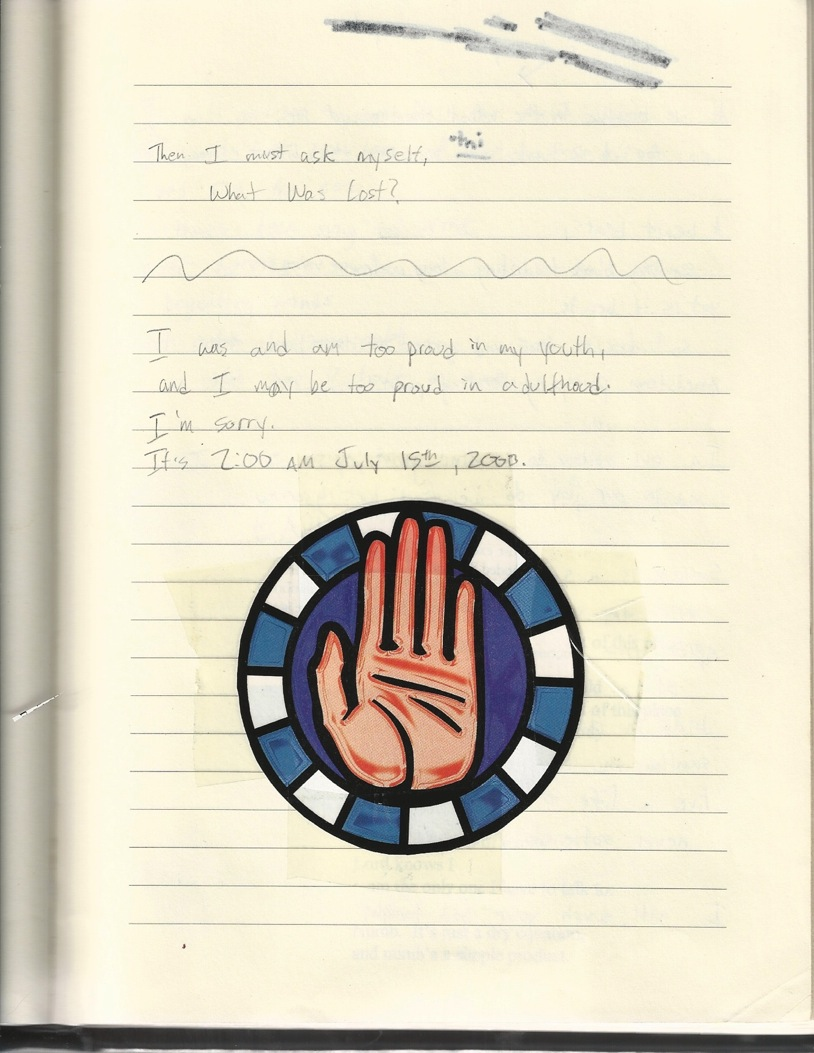 Then I must ask myself,
What Was Lost?
I was and am too proud in my youth,
and I may be too proud in adulthood.
I'm sorry.
It's 2:00 AM July 15th, 2008.